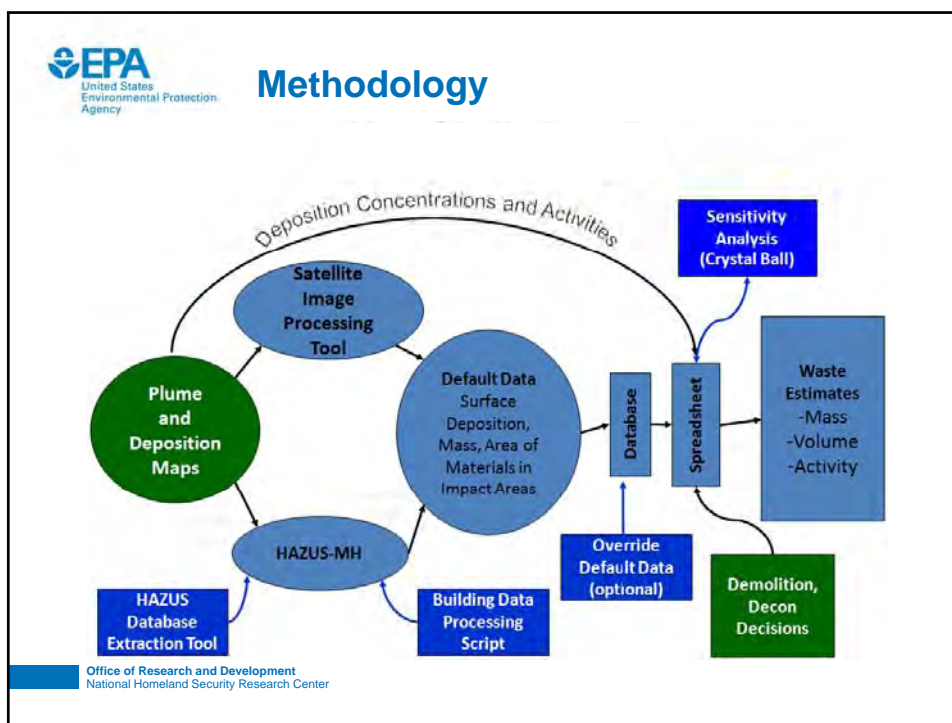 EPA
United States
Environmental Protection
Agency
Methodology
Deposition Concentrations and Activities
Sensitivity
Analysis
(Crystal Ball)
Satellite
Image
Processing
Tool
Plume
and
Deposition
Maps
Default Data
Surface
Deposition,
Mass, Area of
Materials in
Impact Areas
Database
Spreadsheet
Waste
Estimates
-Mass
-Volume
-Activity
HAZUS-MH
HAZUS
Database
Extraction Tool
Building Data
Processing
Script
Override
Default Data
(optional)
Demolition,
Decon
Decisions
Office of Research and Development
National Homeland Security Research Center